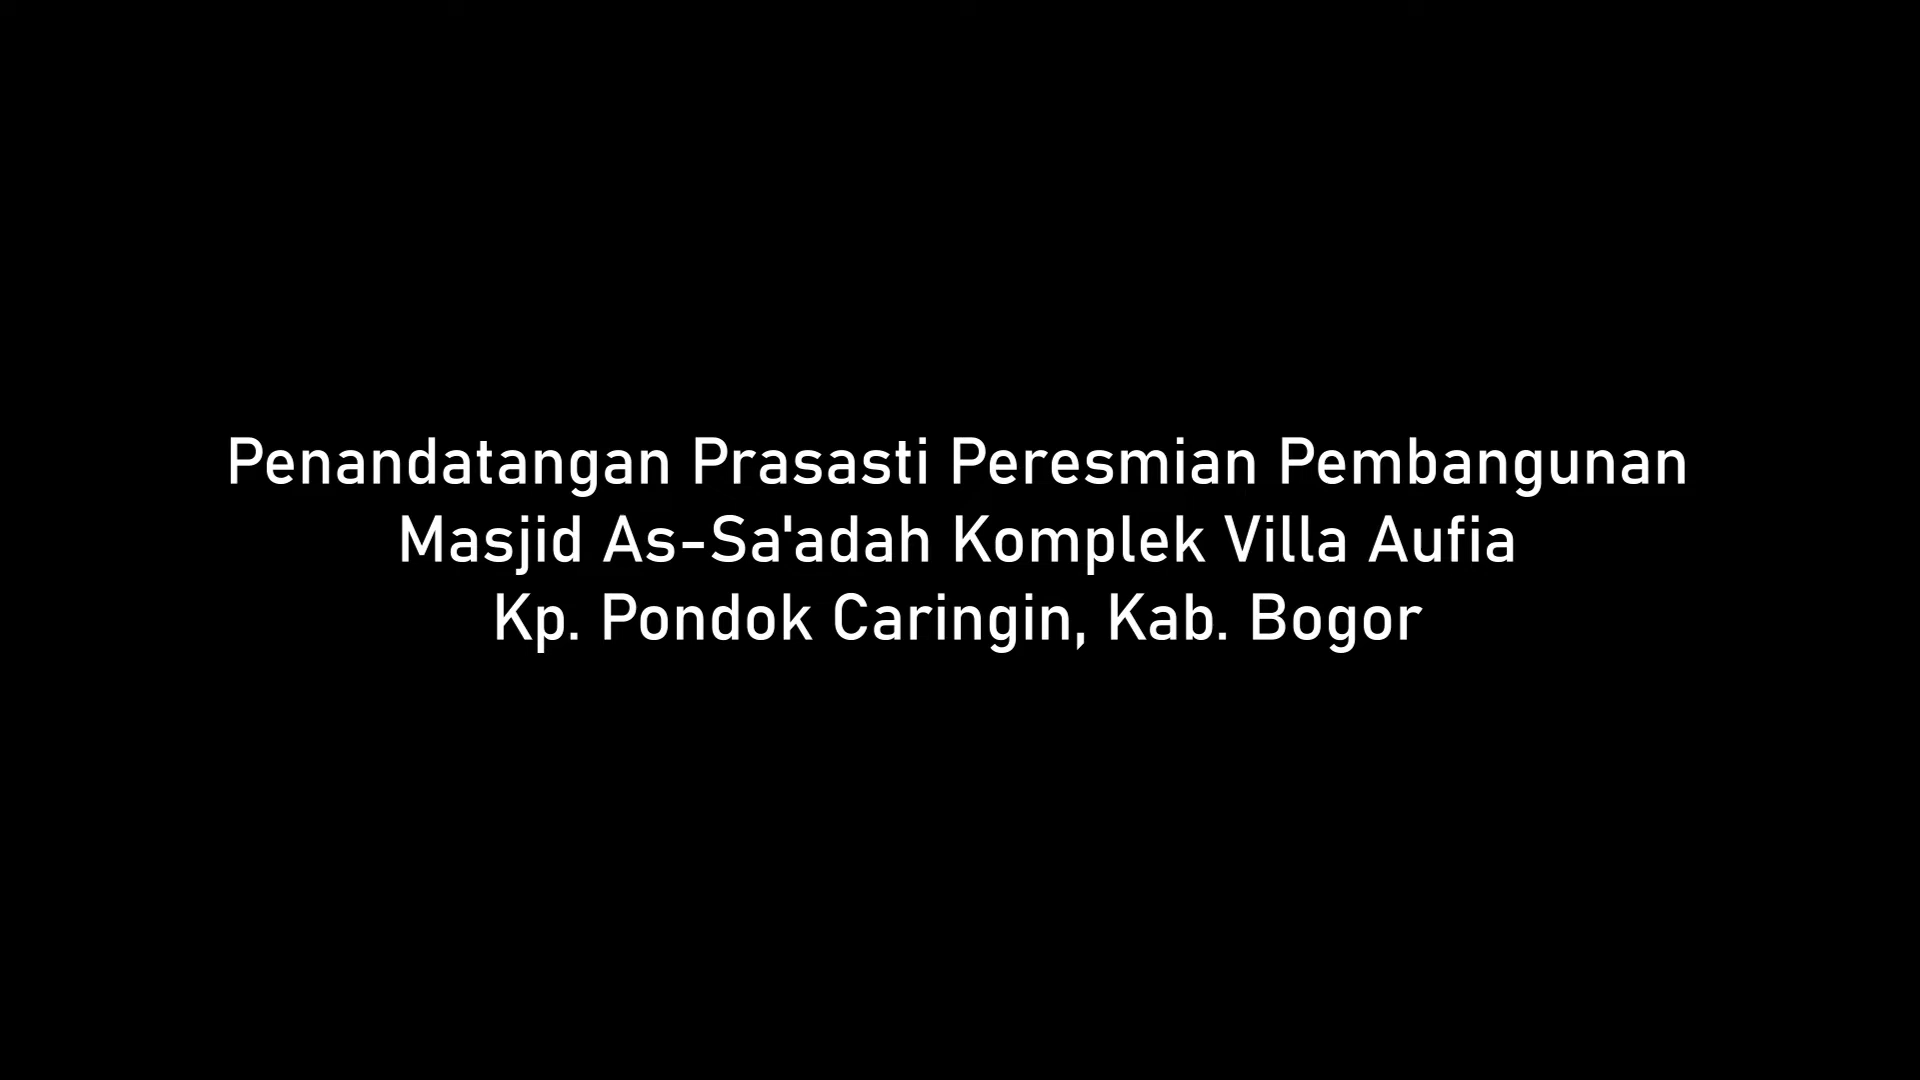 Penandatangan Prasasti Peresmian Pembangunan
Masjid As-Sa'adah Komplek Villa Aufia
Kp. Pondok Caringin, Kab. Bogor